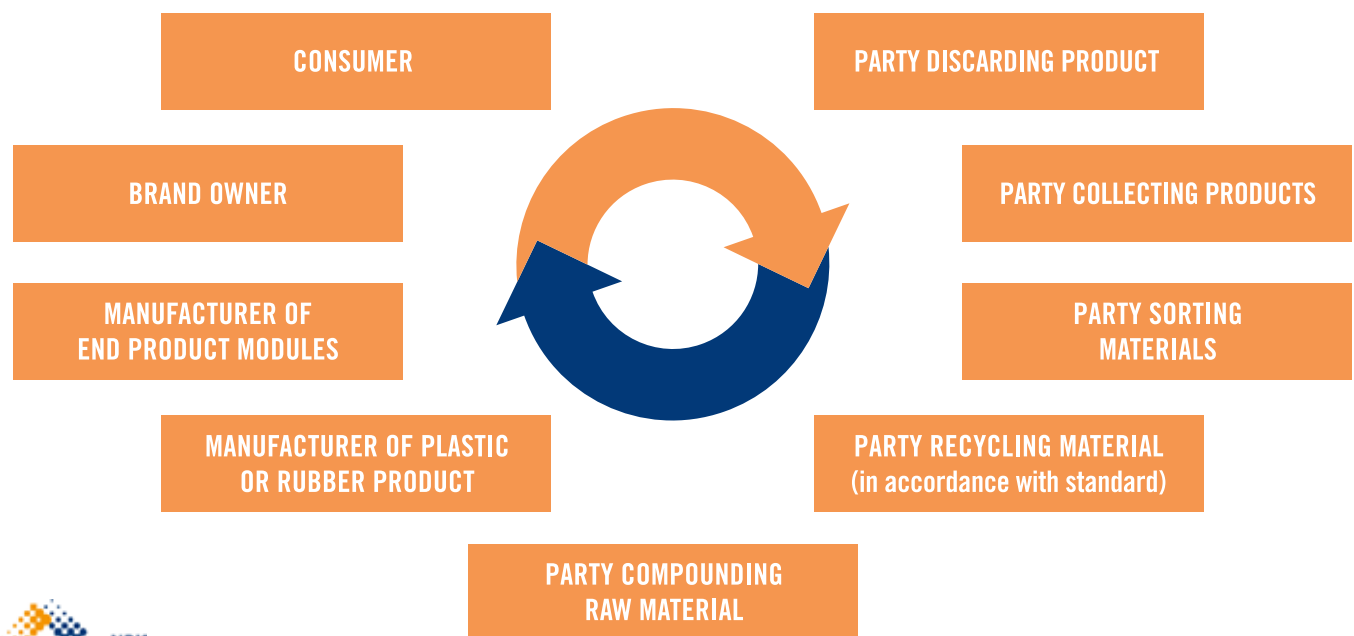 CONSUMER
PARTY DISCARDING PRODUCT
BRAND OWNER
PARTY COLLECTING PRODUCTS
MANUFACTURER OF
END PRODUCT MODULES
PARTY SORTING
MATERIALS
MANUFACTURER OF PLASTIC
OR RUBBER PRODUCT
PARTY RECYCLING MATERIAL
(in accordance with standard)
PARTY COMPOUNDING
RAW MATERIAL